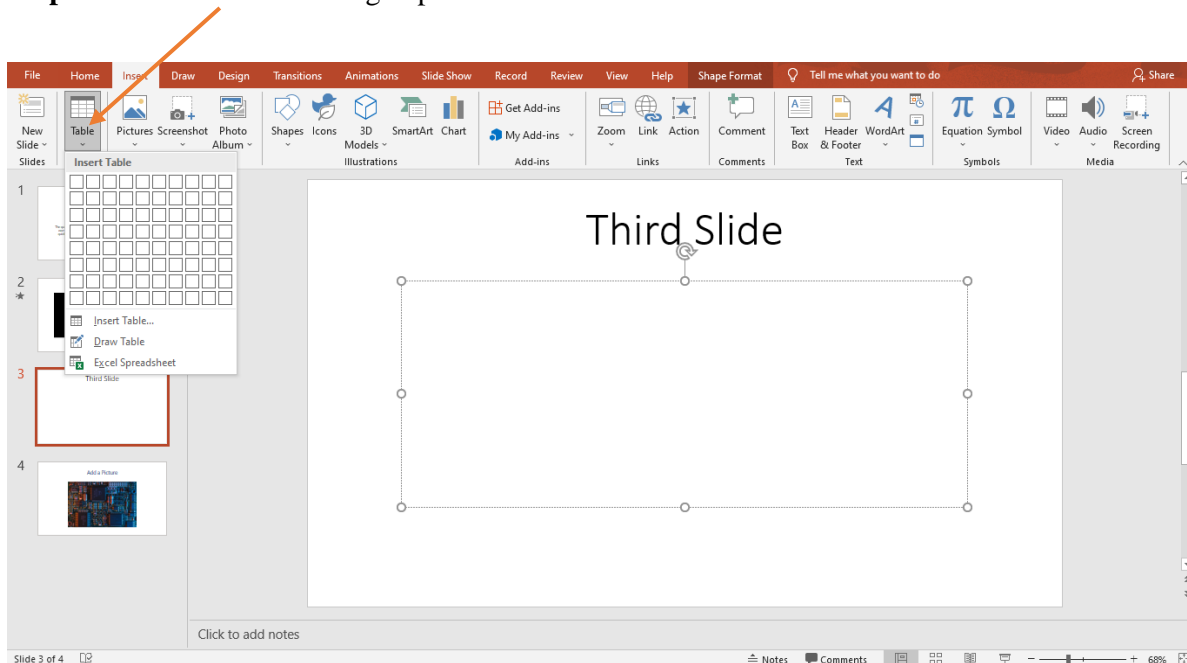 File Home Insert Draw Design Transitions Animations Slide Show Record Review View Help Shape Format Tell me what you want to do Share
New Slide
Table
Pictures
Screenshot
Photo Album
Shapes
Icons
3D Models
SmartArt
Chart
Get Add-ins
My Add-ins
Zoom
Link
Action
Comment
Text Box
Header & Footer
WordArt
Equation
Symbol
Video
Audio
Screen Recording
Slides Illustrations Add-ins Links Comments Text Symbols Media
Insert Table
Insert Table...
Draw Table
Excel Spreadsheet
1
2
3
Third Slide
4
Add a Picture
Third Slide
Click to add notes
Slide 3 of 4 Notes Comments 68%